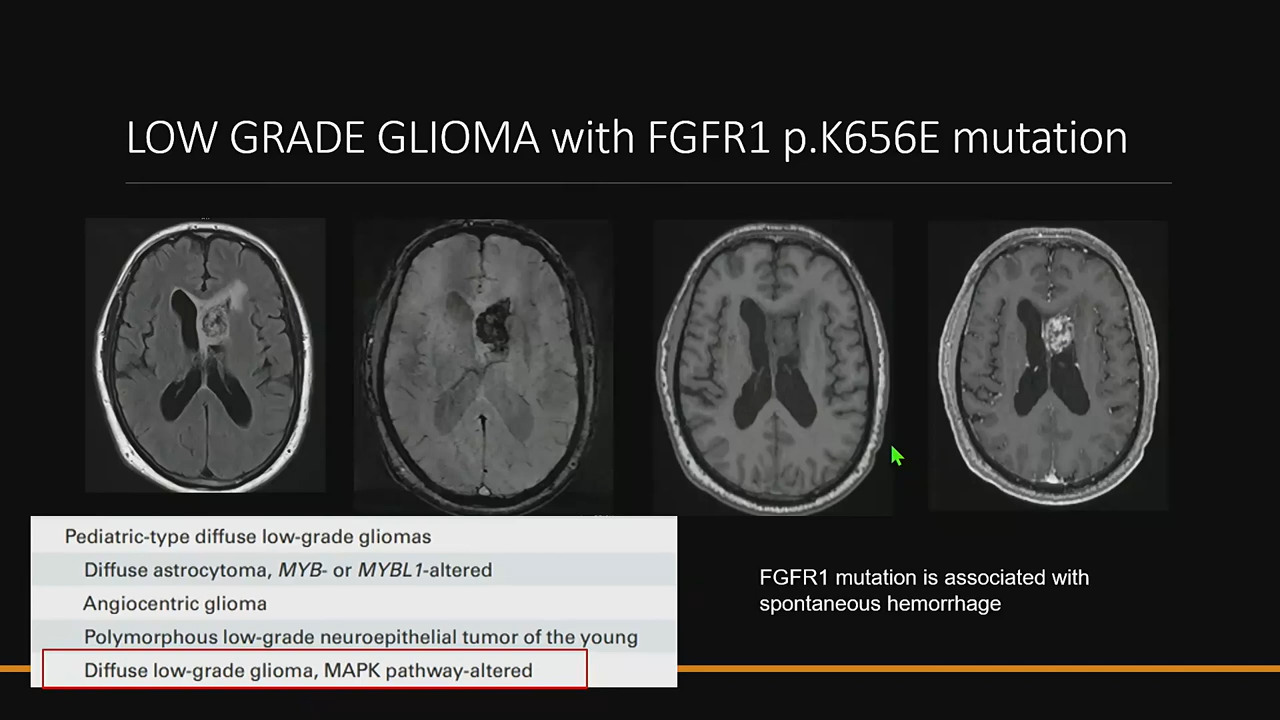 LOW GRADE GLIOMA with FGFR1 p.K656E mutation
Pediatric-type diffuse low-grade gliomas
Diffuse astrocytoma, MYB- or MYBL1-altered
Angiocentric glioma
Polymorphous low-grade neuroepithelial tumor of the young
Diffuse low-grade glioma, MAPK pathway-altered
FGFR1 mutation is associated with
spontaneous hemorrhage